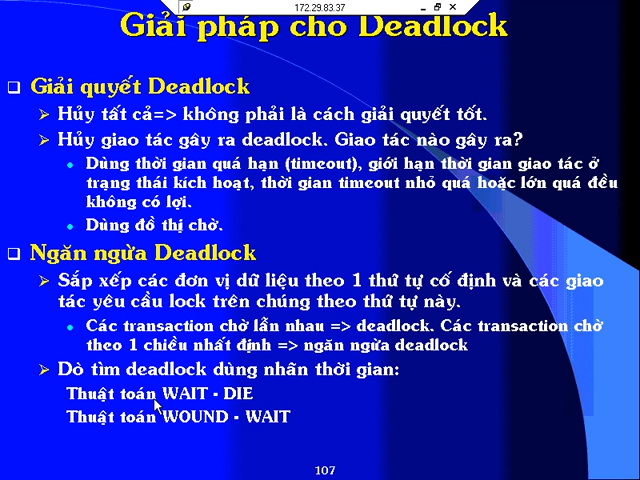 172.29.83.37
Giải pháp cho Deadlock
Giải quyết Deadlock
Hủy tất cả=> không phải là cách giải quyết tốt.
Hủy giao tác gây ra deadlock. Giao tác nào gây ra?
Dùng thời gian quá hạn (timeout), giới hạn thời gian giao tác ở
trạng thái kích hoạt, thời gian timeout nhỏ quá hoặc lớn quá đều
không có lợi.
Dùng đồ thị chờ.
Ngăn ngừa Deadlock
Sắp xếp các đơn vị dữ liệu theo 1 thứ tự cố định và các giao
tác yêu cầu lock trên chúng theo thứ tự này.
Các transaction chờ lẫn nhau => deadlock. Các transaction chờ
theo 1 chiều nhất định => ngăn ngừa deadlock
Dò tìm deadlock dùng nhãn thời gian:
Thuật toán WAIT - DIE
Thuật toán WOUND - WAIT
107